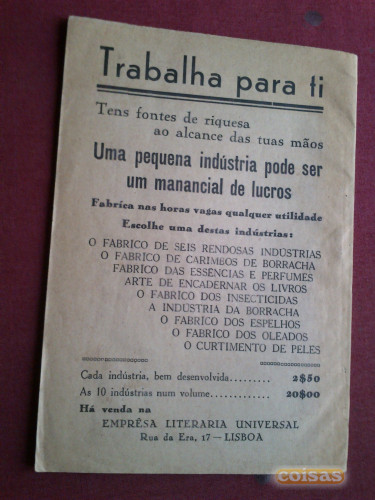 Trabalha para ti
Tens fontes de riquesa
ao alcance das tuas mãos
Uma pequena indústria pode ser
um manancial de lucros
Fabríca nas horas vagas qualquer utilidade
Escolhe uma destas indústrias:
O FABRICO DE SEIS RENDOSAS INDÚSTRIAS
O FABRICO DE CARIMBOS DE BORRACHA
FABRICO DAS ESSÊNCIAS E PERFUMES
ARTE DE ENCADERNAR OS LIVROS
O FABRICO DOS INSECTICIDAS
A INDÚSTRIA DA BORRACHA
O FABRICO DOS ESPELHOS
O FABRICO DOS OLEADOS
O CURTIMENTO DE PELES
Cada indústria, bem desenvolvida......... 2$50
As 10 indústrias num volume............. 20$00
Há venda na
EMPRÊSA LITERARIA UNIVERSAL
Rua da Era, 17 — LISBOA
coisas